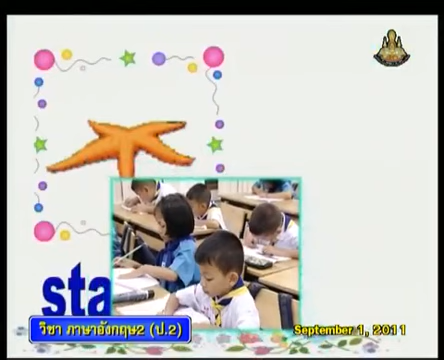 sta
วิชา ภาษาอังกฤษ2 (ป.2)
September 1, 2011